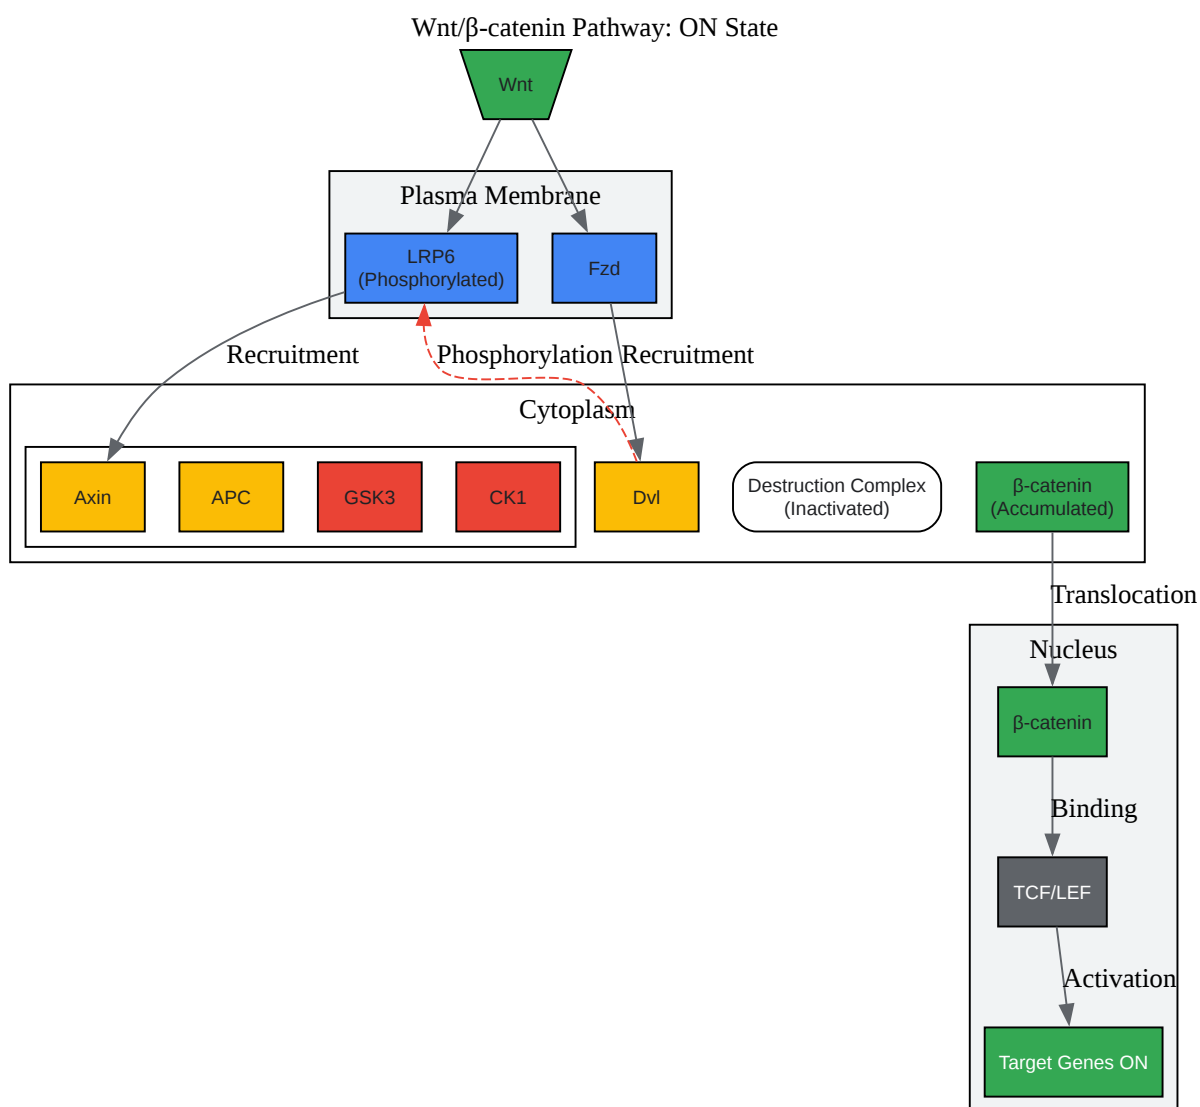 Wnt/β-catenin Pathway: ON State
Wnt
Plasma Membrane
LRP6
(Phosphorylated)
Fzd
Recruitment
Phosphorylation
Recruitment
Cytoplasm
Axin
APC
GSK3
CK1
Dvl
Destruction Complex
(Inactivated)
β-catenin
(Accumulated)
Translocation
Nucleus
β-catenin
Binding
TCF/LEF
Activation
Target Genes ON